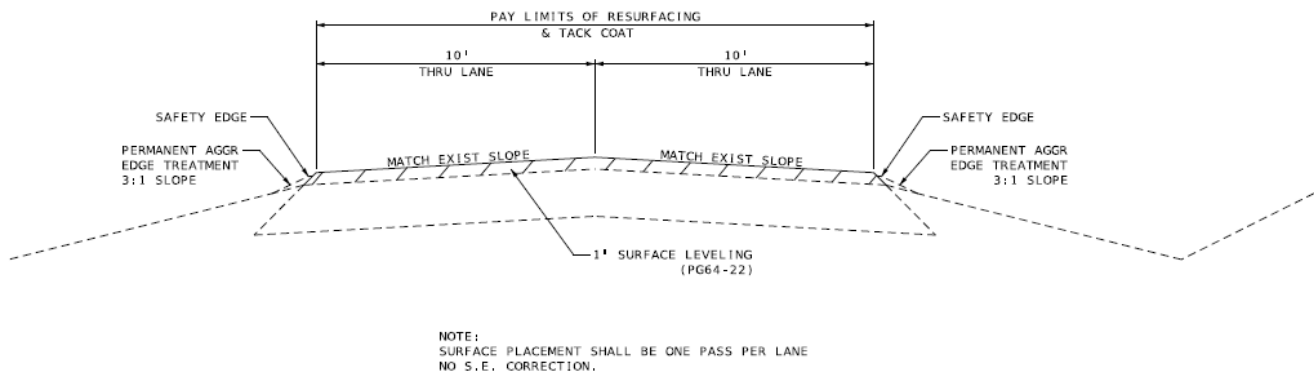 PAY LIMITS OF RESURFACING
& TACK COAT
10'
THRU LANE
10'
THRU LANE
SAFETY EDGE
PERMANENT AGGR
EDGE TREATMENT
3:1 SLOPE
MATCH EXIST SLOPE
MATCH EXIST SLOPE
SAFETY EDGE
PERMANENT AGGR
EDGE TREATMENT
3:1 SLOPE
1" SURFACE LEVELING
(PG64-22)
NOTE:
SURFACE PLACEMENT SHALL BE ONE PASS PER LANE
NO S.E. CORRECTION.